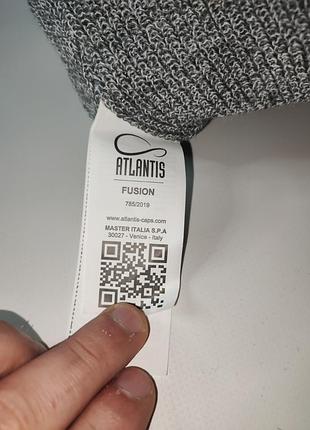 ATLANTIS
FUSION
785/2019
www.atlantis-caps.com
MASTER ITALIA S.P.A
30027 - Venice - Italy